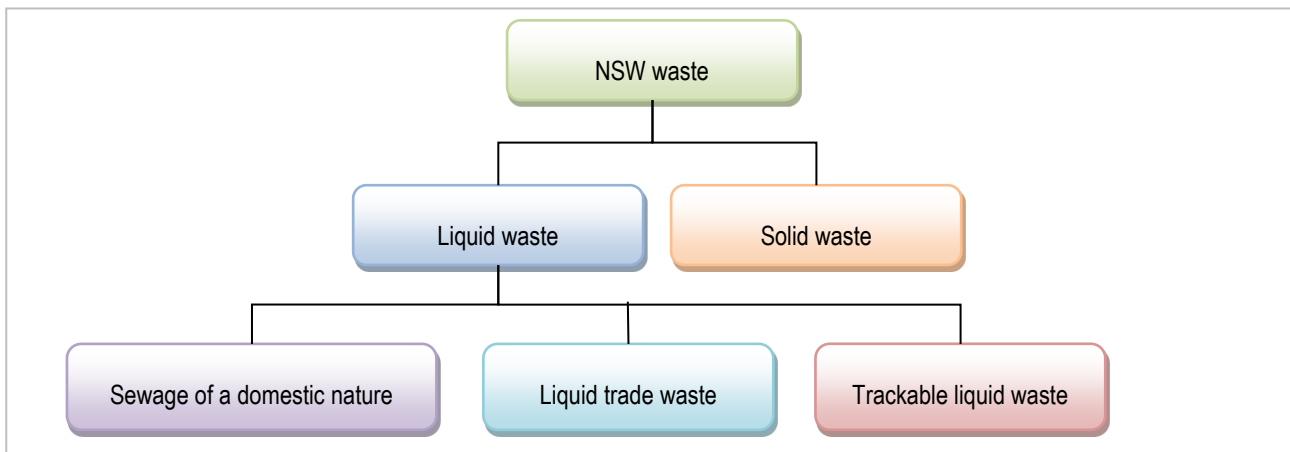 NSW waste
Liquid waste
Solid waste
Sewage of a domestic nature
Liquid trade waste
Trackable liquid waste